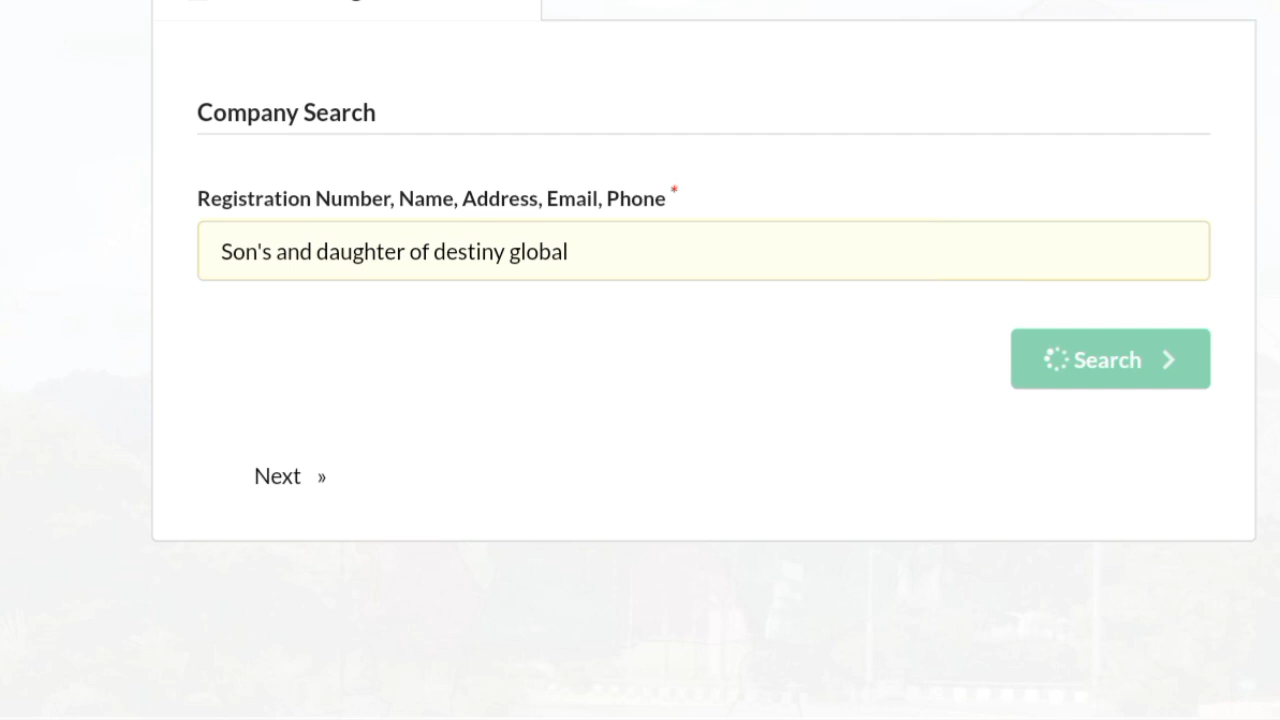 Company Search
Registration Number, Name, Address, Email, Phone *
Son's and daughter of destiny global
Search
Next »